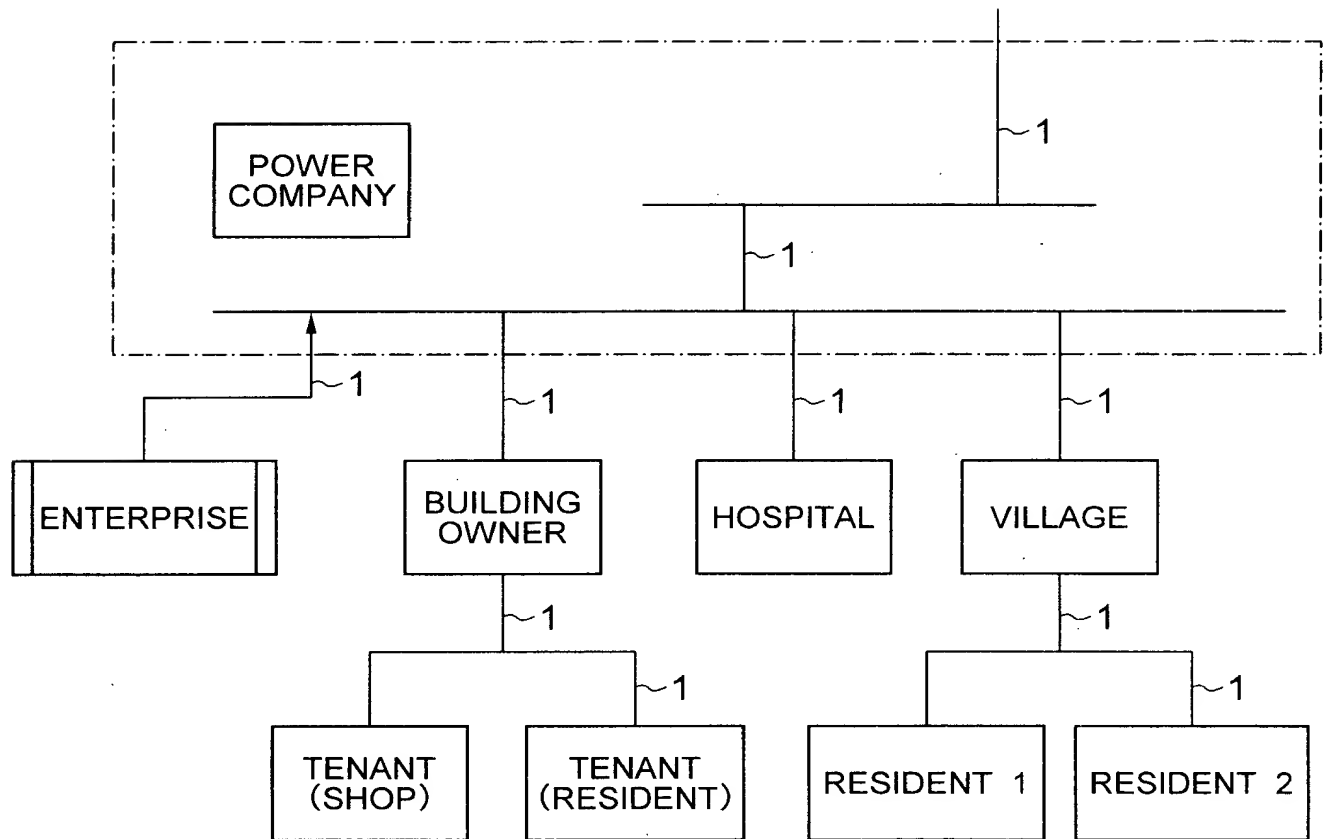 1
POWER
COMPANY
1
1
1
1
1
ENTERPRISE
BUILDING
OWNER
HOSPITAL
VILLAGE
1
1
1
1
TENANT
(SHOP)
TENANT
(RESIDENT)
RESIDENT 1
RESIDENT 2